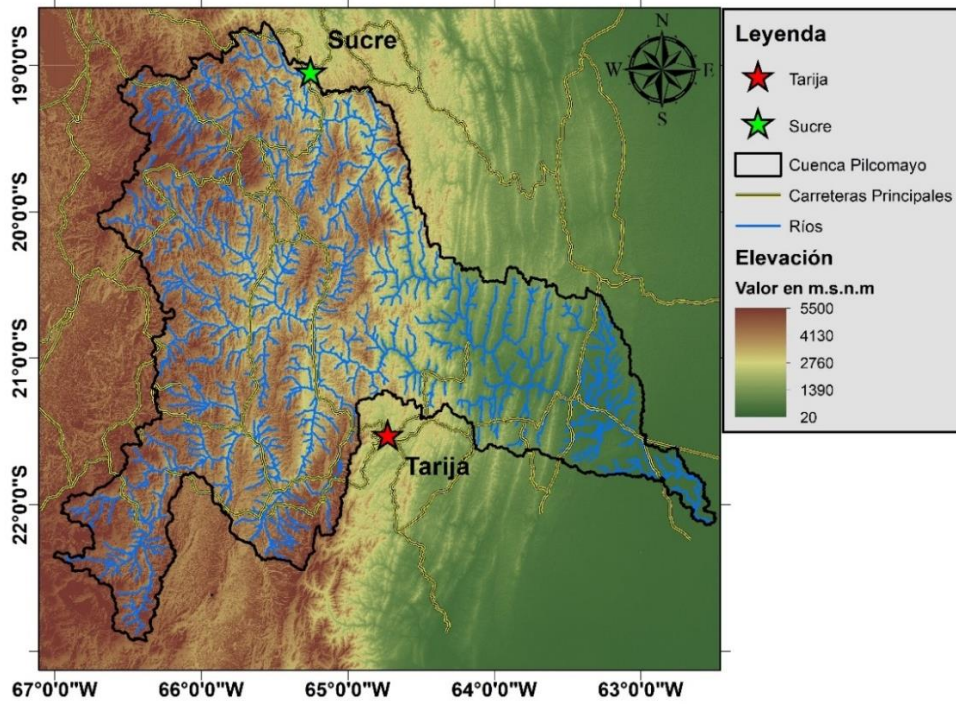 Sucre
Tarija
N
W E
S
19°0'0"S
20°0'0"S
21°0'0"S
22°0'0"S
67°0'0"W 66°0'0"W 65°0'0"W 64°0'0"W 63°0'0"W
Leyenda
Tarija
Sucre
Cuenca Pilcomayo
Carreteras Principales
Ríos
Elevación
Valor en m.s.n.m
5500
4130
2760
1390
20